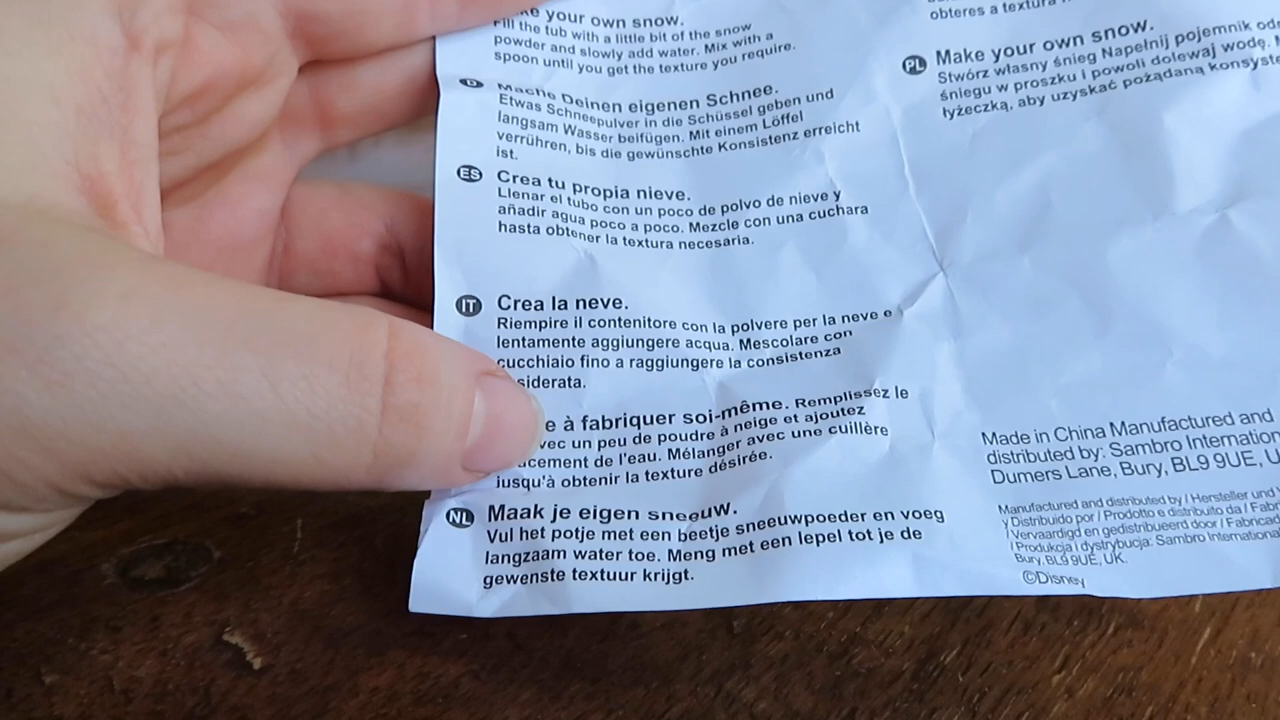 your own snow.
Fill the tub with a little bit of the snow
powder and slowly add water. Mix with a
spoon until you get the texture you require.
D Mache Deinen eigenen Schnee.
Etwas Schneepulver in die Schüssel geben und
langsam Wasser beifügen. Mit einem Löffel
verrühren, bis die gewünschte Konsistenz erreicht
ist.
ES Crea tu propia nieve.
Llenar el tubo con un poco de polvo de nieve y
añadir agua poco a poco. Mezcle con una cuchara
hasta obtener la textura necesaria.
IT Crea la neve.
Riempire il contenitore con la polvere per la neve e
lentamente aggiungere acqua. Mescolare con
cucchiaio fino a raggiungere la consistenza
siderata.
à fabriquer soi-même. Remplissez le
avec un peu de poudre à neige et ajoutez
de l'eau. Mélanger avec une cuillère
jusqu'à obtenir la texture désirée.
NL Maak je eigen sneeuw.
Vul het potje met een beetje sneeuwpoeder en voeg
langzaam water toe. Meng met een lepel tot je de
gewenste textuur krijgt.
obteres a textura
PL Make your own snow.
Stwórz własny śnieg Napełnij pojemnik
śniegu w proszku i powoli dolewaj wodę.
łyżeczką, aby uzyskać pożądaną
Made in China Manufactured and
distributed by: Sambro
Dumers Lane, Bury, BL9 9UE,
Manufactured and distributed by / Hersteller und
y Distribuido por / Prodotto e distribuito da /
/ Vervaardigd en gedistribueerd door /
/ Produkcja i dystrybucja: Sambro
Bury, BL9 9UE, UK.
©Disney